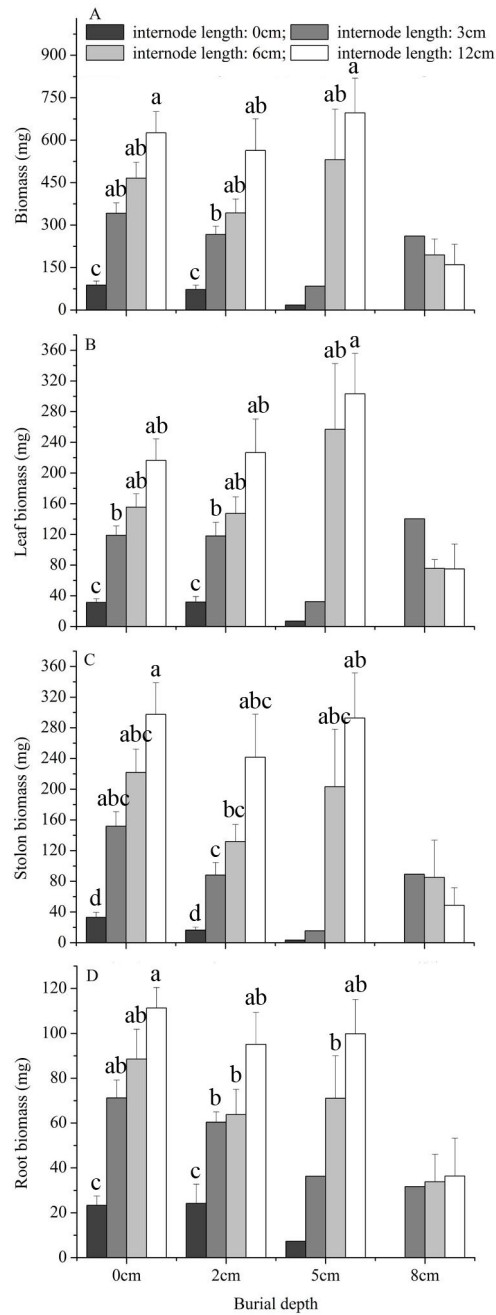 A
internode length: 0cm; internode length: 3cm
internode length: 6cm; internode length: 12cm
900
750
600
450
300
150
0
Biomass (mg)
c ab ab a
c b ab ab
ab a
B
360
320
280
240
200
160
120
80
40
0
Leaf biomass (mg)
c b ab ab
c b ab ab
ab a
C
360
320
280
240
200
160
120
80
40
0
Stolon biomass (mg)
d abc abc a
d c bc abc
abc ab
D
120
100
80
60
40
20
0
Root biomass (mg)
c ab ab a
c b b ab
b ab
0cm 2cm 5cm 8cm
Burial depth